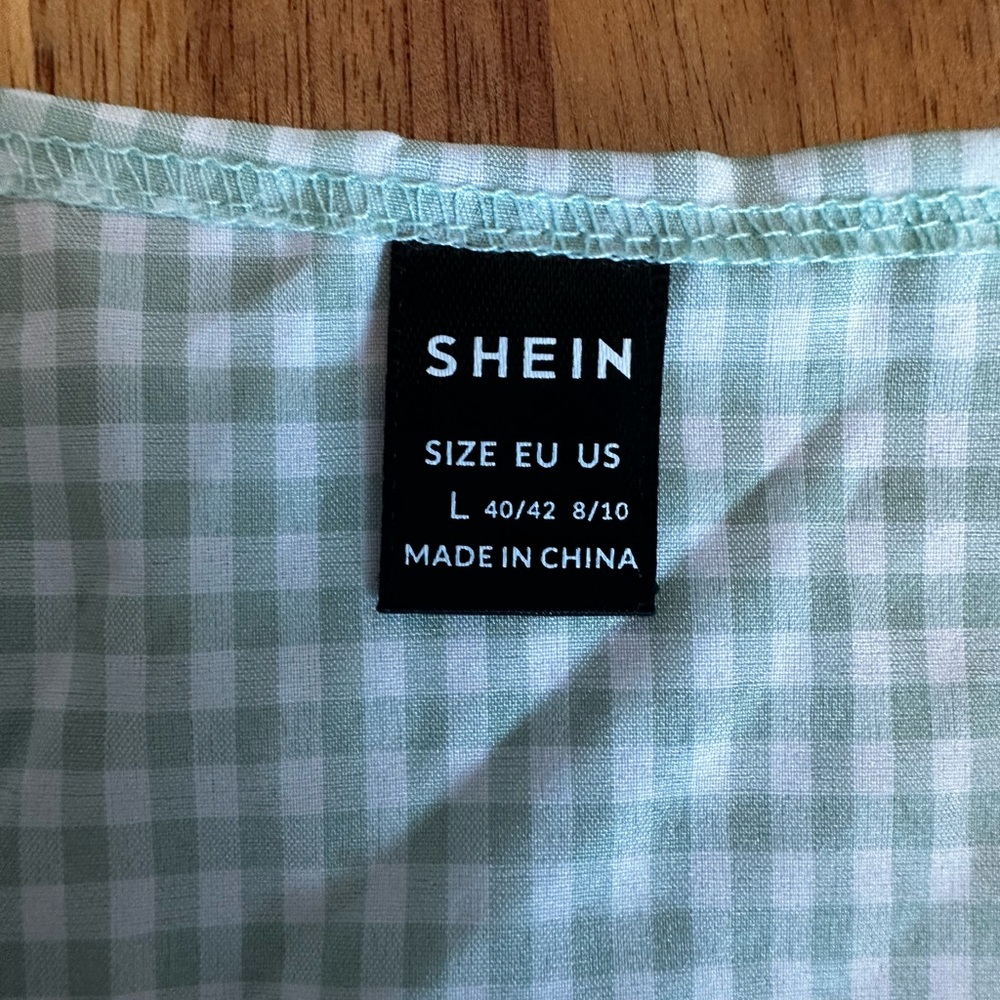 SHEIN
SIZE EU US
L 40/42 8/10
MADE IN CHINA